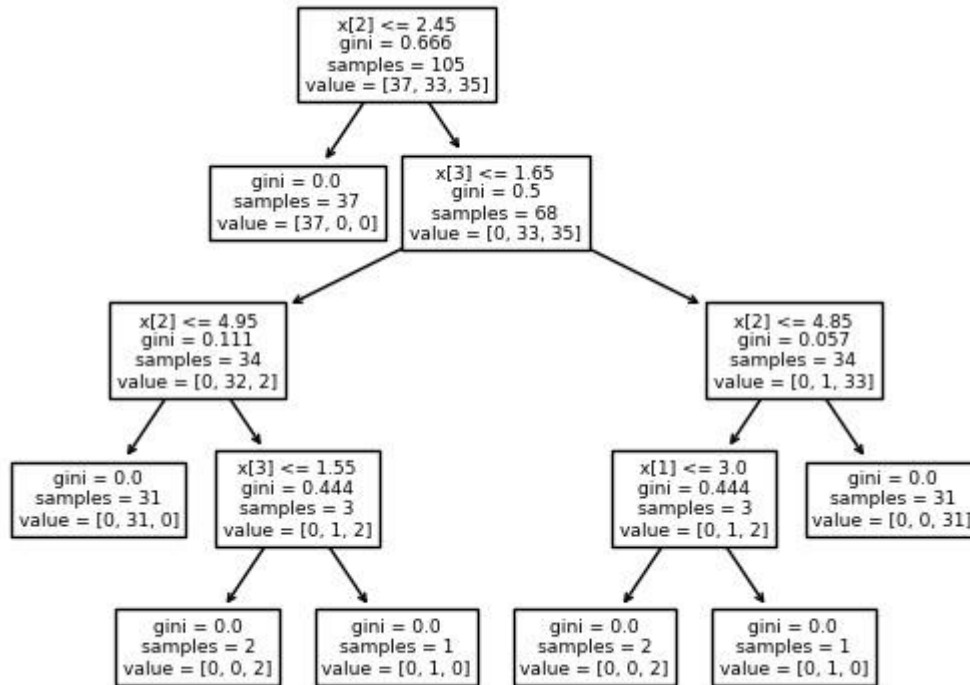 x[2] <= 2.45
gini = 0.666
samples = 105
value = [37, 33, 35]
gini = 0.0
samples = 37
value = [37, 0, 0]
x[3] <= 1.65
gini = 0.5
samples = 68
value = [0, 33, 35]
x[2] <= 4.95
gini = 0.111
samples = 34
value = [0, 32, 2]
x[2] <= 4.85
gini = 0.057
samples = 34
value = [0, 1, 33]
gini = 0.0
samples = 31
value = [0, 31, 0]
x[3] <= 1.55
gini = 0.444
samples = 3
value = [0, 1, 2]
x[1] <= 3.0
gini = 0.444
samples = 3
value = [0, 1, 2]
gini = 0.0
samples = 31
value = [0, 0, 31]
gini = 0.0
samples = 2
value = [0, 0, 2]
gini = 0.0
samples = 1
value = [0, 1, 0]
gini = 0.0
samples = 2
value = [0, 0, 2]
gini = 0.0
samples = 1
value = [0, 1, 0]